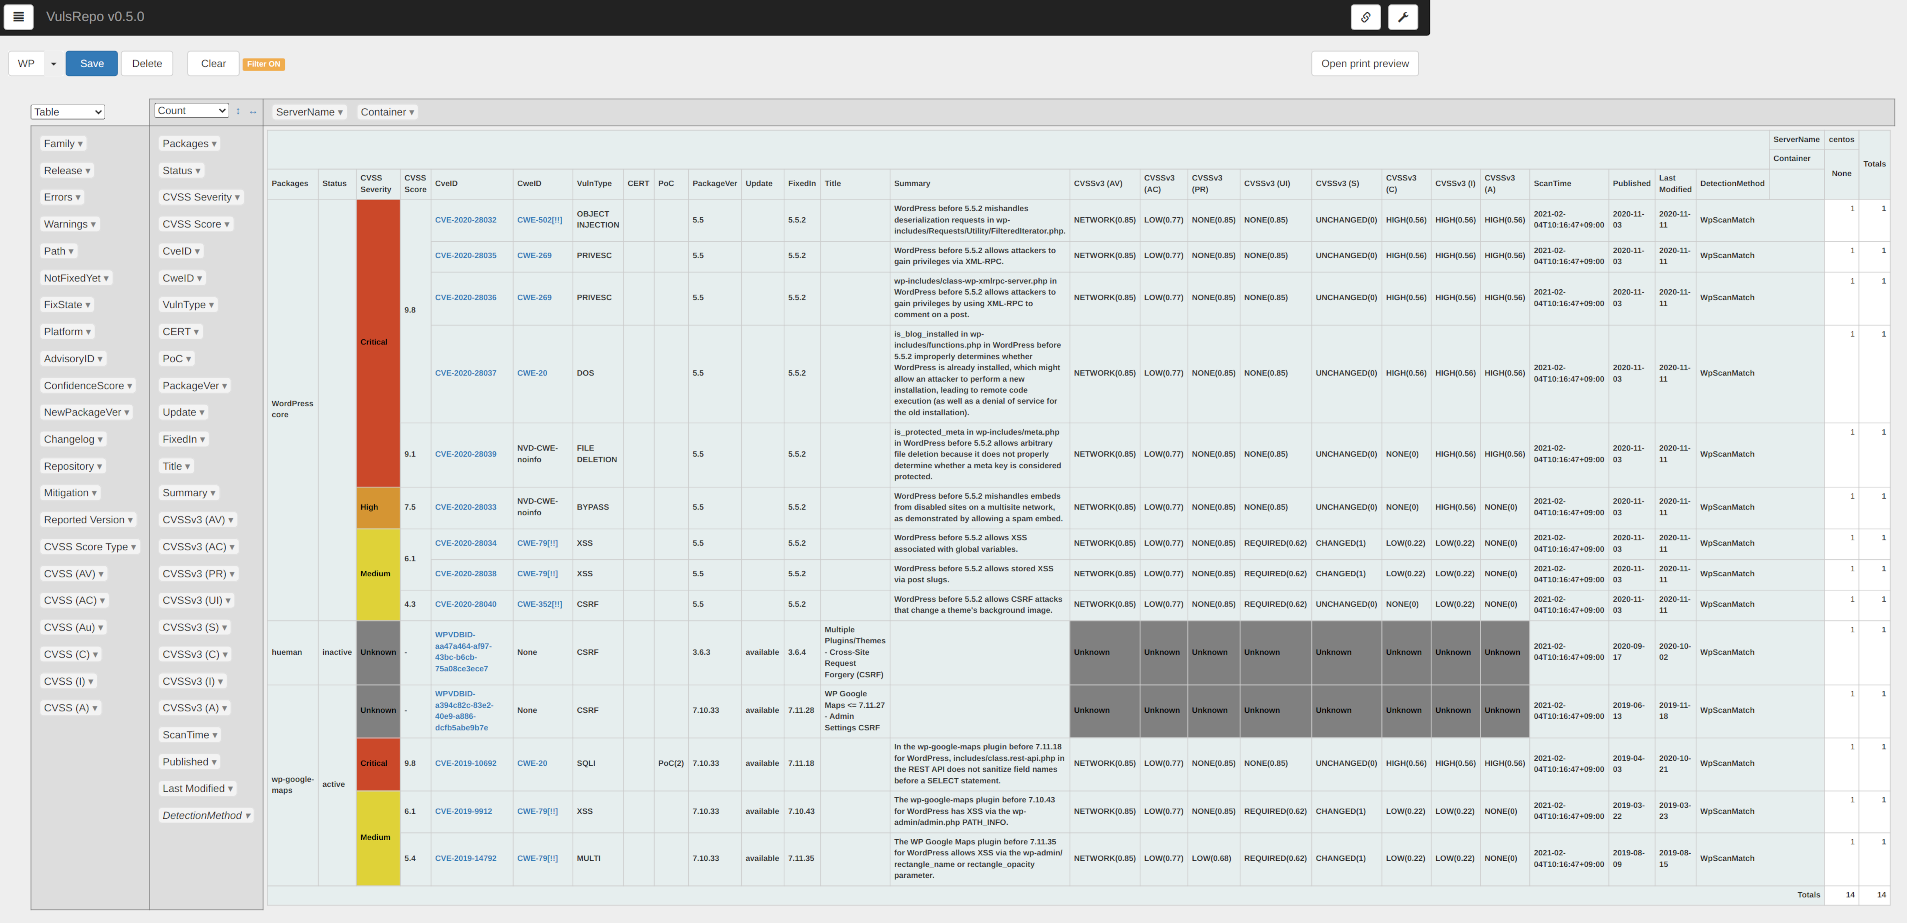 VulsRepo v0.5.0
WP Save Delete Clear Filter ON Open print preview
Table Count ↕ ↔ ServerName ▾ Container ▾
Family ▾
Release ▾
Errors ▾
Warnings ▾
Path ▾
NotFixedYet ▾
FixState ▾
Platform ▾
AdvisoryID ▾
ConfidenceScore ▾
NewPackageVer ▾
Changelog ▾
Repository ▾
Mitigation ▾
Reported Version ▾
CVSS Score Type ▾
CVSS (AV) ▾
CVSS (AC) ▾
CVSS (Au) ▾
CVSS (C) ▾
CVSS (I) ▾
CVSS (A) ▾
Packages ▾
Status ▾
CVSS Severity ▾
CVSS Score ▾
CveID ▾
CweID ▾
VulnType ▾
CERT ▾
PoC ▾
PackageVer ▾
Update ▾
FixedIn ▾
Title ▾
Summary ▾
CVSSv3 (AV) ▾
CVSSv3 (AC) ▾
CVSSv3 (PR) ▾
CVSSv3 (UI) ▾
CVSSv3 (S) ▾
CVSSv3 (C) ▾
CVSSv3 (I) ▾
CVSSv3 (A) ▾
ScanTime ▾
Published ▾
Last Modified ▾
DetectionMethod ▾
ServerName centos Totals
Container None
Packages Status CVSS Severity CVSS Score CveID CweID VulnType CERT PoC PackageVer Update FixedIn Title Summary CVSSv3 (AV) CVSSv3 (AC) CVSSv3 (PR) CVSSv3 (UI) CVSSv3 (S) CVSSv3 (C) CVSSv3 (I) CVSSv3 (A) ScanTime Published Last Modified DetectionMethod
WordPress core Critical 9.8 CVE-2020-28032 CWE-502[!!] OBJECT INJECTION 5.5 5.5.2 WordPress before 5.5.2 mishandles deserialization requests in wp-includes/Requests/Utility/FilteredIterator.php. NETWORK(0.85) LOW(0.77) NONE(0.85) NONE(0.85) UNCHANGED(0) HIGH(0.56) HIGH(0.56) HIGH(0.56) 2021-02-04T10:16:47+09:00 2020-11-03 2020-11-11 WpScanMatch 1 1
CVE-2020-28035 CWE-269 PRIVESC 5.5 5.5.2 WordPress before 5.5.2 allows attackers to gain privileges via XML-RPC. NETWORK(0.85) LOW(0.77) NONE(0.85) NONE(0.85) UNCHANGED(0) HIGH(0.56) HIGH(0.56) HIGH(0.56) 2021-02-04T10:16:47+09:00 2020-11-03 2020-11-11 WpScanMatch 1 1
CVE-2020-28036 CWE-269 PRIVESC 5.5 5.5.2 wp-includes/class-wp-xmlrpc-server.php in WordPress before 5.5.2 allows attackers to gain privileges by using XML-RPC to comment on a post. NETWORK(0.85) LOW(0.77) NONE(0.85) NONE(0.85) UNCHANGED(0) HIGH(0.56) HIGH(0.56) HIGH(0.56) 2021-02-04T10:16:47+09:00 2020-11-03 2020-11-11 WpScanMatch 1 1
CVE-2020-28037 CWE-20 DOS 5.5 5.5.2 is_blog_installed in wp-includes/functions.php in WordPress before 5.5.2 improperly determines whether WordPress is already installed, which might allow an attacker to perform a new installation, leading to remote code execution (as well as a denial of service for the old installation). NETWORK(0.85) LOW(0.77) NONE(0.85) NONE(0.85) UNCHANGED(0) HIGH(0.56) HIGH(0.56) HIGH(0.56) 2021-02-04T10:16:47+09:00 2020-11-03 2020-11-11 WpScanMatch 1 1
9.1 CVE-2020-28039 NVD-CWE-noinfo FILE DELETION 5.5 5.5.2 is_protected_meta in wp-includes/meta.php in WordPress before 5.5.2 allows arbitrary file deletion because it does not properly determine whether a meta key is considered protected. NETWORK(0.85) LOW(0.77) NONE(0.85) NONE(0.85) UNCHANGED(0) NONE(0) HIGH(0.56) HIGH(0.56) 2021-02-04T10:16:47+09:00 2020-11-03 2020-11-11 WpScanMatch 1 1
High 7.5 CVE-2020-28033 NVD-CWE-noinfo BYPASS 5.5 5.5.2 WordPress before 5.5.2 mishandles embeds from disabled sites on a multisite network, as demonstrated by allowing a spam embed. NETWORK(0.85) LOW(0.77) NONE(0.85) NONE(0.85) UNCHANGED(0) NONE(0) HIGH(0.56) NONE(0) 2021-02-04T10:16:47+09:00 2020-11-03 2020-11-11 WpScanMatch 1 1
Medium 6.1 CVE-2020-28034 CWE-79[!!] XSS 5.5 5.5.2 WordPress before 5.5.2 allows XSS associated with global variables. NETWORK(0.85) LOW(0.77) NONE(0.85) REQUIRED(0.62) CHANGED(1) LOW(0.22) LOW(0.22) NONE(0) 2021-02-04T10:16:47+09:00 2020-11-03 2020-11-11 WpScanMatch 1 1
CVE-2020-28038 CWE-79[!!] XSS 5.5 5.5.2 WordPress before 5.5.2 allows stored XSS via post slugs. NETWORK(0.85) LOW(0.77) NONE(0.85) REQUIRED(0.62) CHANGED(1) LOW(0.22) LOW(0.22) NONE(0) 2021-02-04T10:16:47+09:00 2020-11-03 2020-11-11 WpScanMatch 1 1
4.3 CVE-2020-28040 CWE-352[!!] CSRF 5.5 5.5.2 WordPress before 5.5.2 allows CSRF attacks that change a theme's background image. NETWORK(0.85) LOW(0.77) NONE(0.85) REQUIRED(0.62) UNCHANGED(0) NONE(0) LOW(0.22) NONE(0) 2021-02-04T10:16:47+09:00 2020-11-03 2020-11-11 WpScanMatch 1 1
hueman inactive Unknown - WPVDBID-aa47a464-af97-43bc-b6cb-75a08ce3ece7 None CSRF 3.6.3 available 3.6.4 Multiple Plugins/Themes - Cross-Site Request Forgery (CSRF) Unknown Unknown Unknown Unknown Unknown Unknown Unknown Unknown 2021-02-04T10:16:47+09:00 2020-09-17 2020-10-02 WpScanMatch 1 1
wp-google-maps active Unknown - WPVDBID-a394c82c-83e2-40e9-a886-dcfb5abe9b7e None CSRF 7.10.33 available 7.11.28 WP Google Maps <= 7.11.27 - Admin Settings CSRF Unknown Unknown Unknown Unknown Unknown Unknown Unknown Unknown 2021-02-04T10:16:47+09:00 2019-06-13 2019-11-18 WpScanMatch 1 1
Critical 9.8 CVE-2019-10692 CWE-20 SQLI PoC(2) 7.10.33 available 7.11.18 In the wp-google-maps plugin before 7.11.18 for WordPress, includes/class.rest-api.php in the REST API does not sanitize field names before a SELECT statement. NETWORK(0.85) LOW(0.77) NONE(0.85) NONE(0.85) UNCHANGED(0) HIGH(0.56) HIGH(0.56) HIGH(0.56) 2021-02-04T10:16:47+09:00 2019-04-03 2020-10-21 WpScanMatch 1 1
Medium 6.1 CVE-2019-9912 CWE-79[!!] XSS 7.10.33 available 7.10.43 The wp-google-maps plugin before 7.10.43 for WordPress has XSS via the wp-admin/admin.php PATH_INFO. NETWORK(0.85) LOW(0.77) NONE(0.85) REQUIRED(0.62) CHANGED(1) LOW(0.22) LOW(0.22) NONE(0) 2021-02-04T10:16:47+09:00 2019-03-22 2019-03-23 WpScanMatch 1 1
5.4 CVE-2019-14792 CWE-79[!!] MULTI 7.10.33 available 7.11.35 The WP Google Maps plugin before 7.11.35 for WordPress allows XSS via the wp-admin/ rectangle_name or rectangle_opacity parameter. NETWORK(0.85) LOW(0.77) LOW(0.68) REQUIRED(0.62) CHANGED(1) LOW(0.22) LOW(0.22) NONE(0) 2021-02-04T10:16:47+09:00 2019-08-09 2019-08-15 WpScanMatch 1 1
Totals 14 14